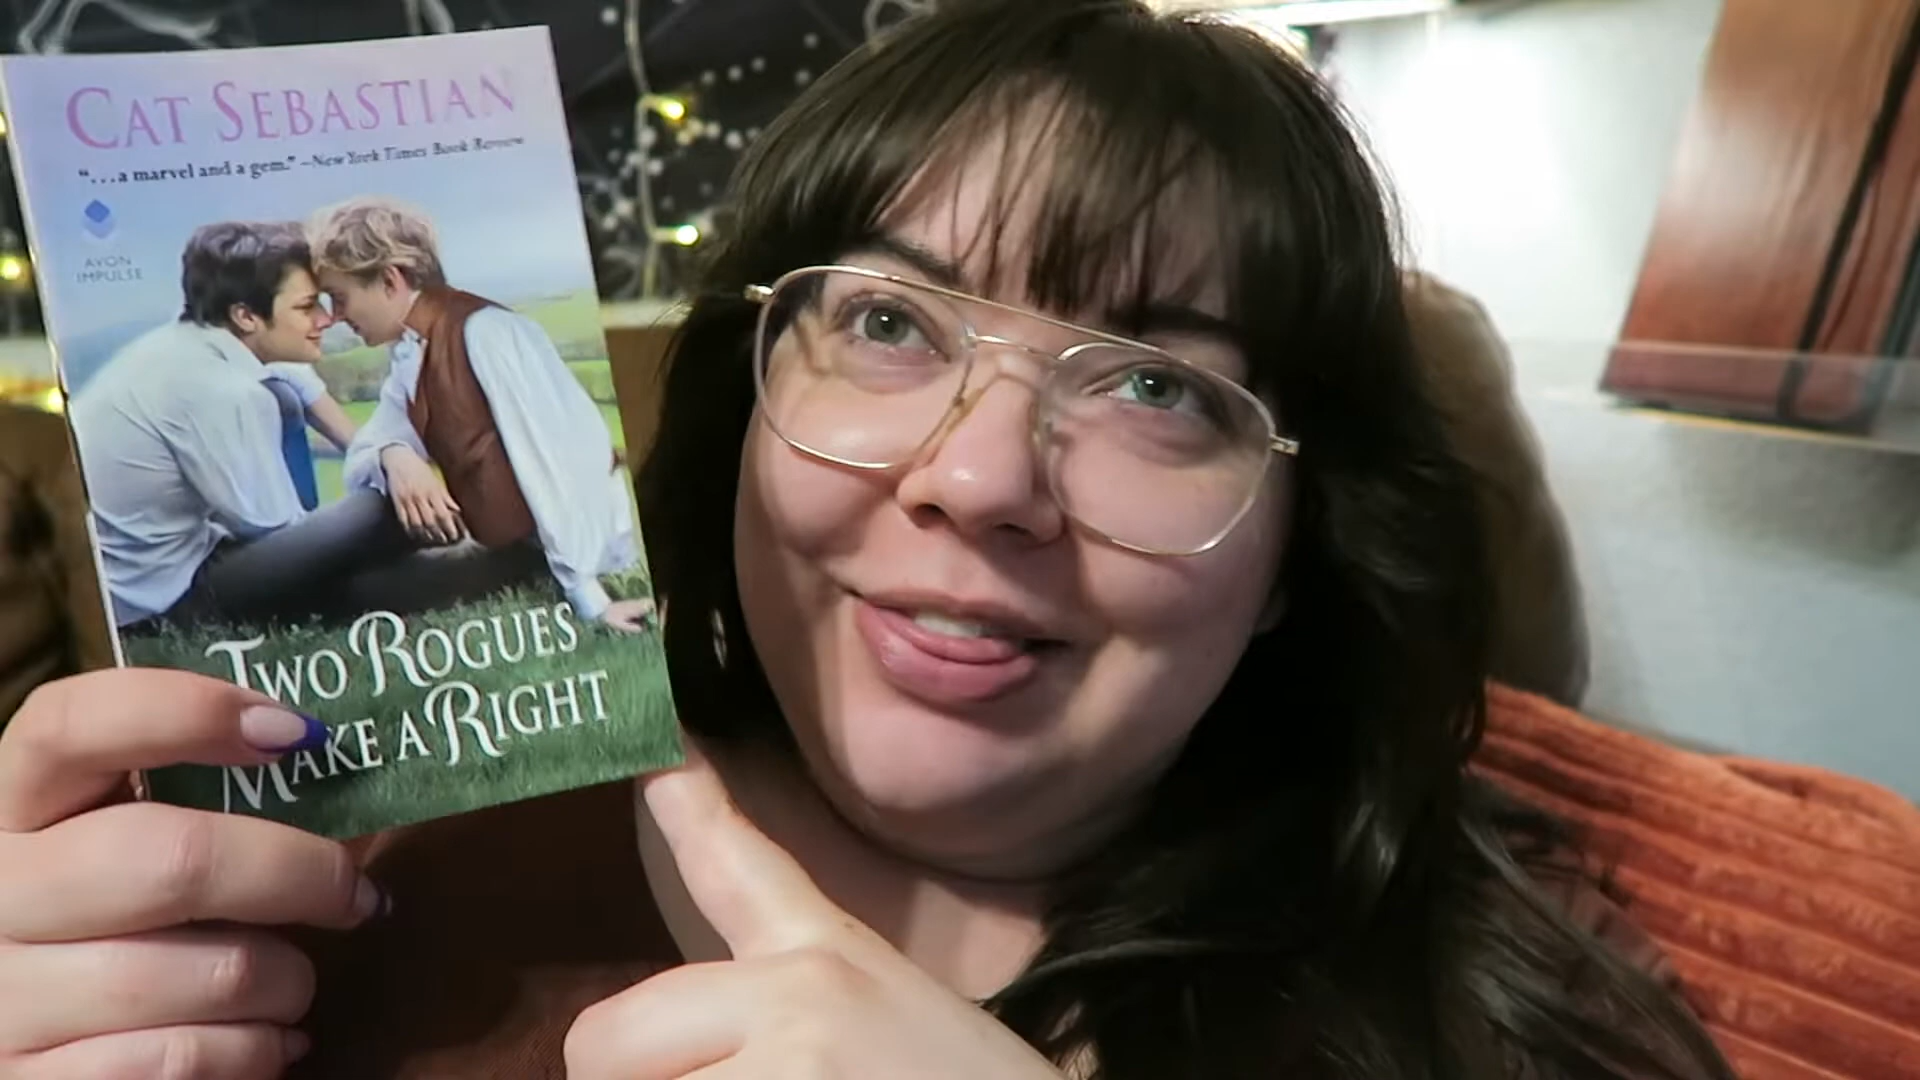 CAT SEBASTIAN
"...a marvel and a gem." –New York Times Book Review
AVON
IMPULSE
TWO ROGUES
MAKE A RIGHT